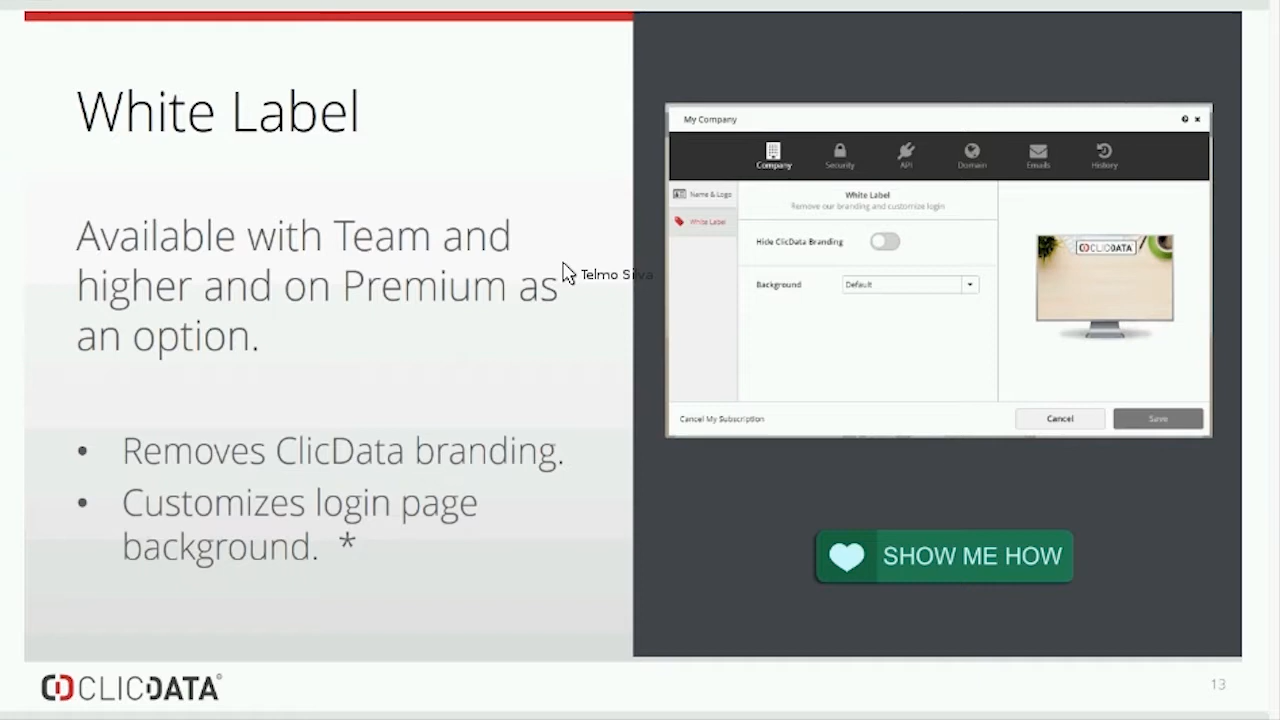 White Label
Available with Team and
higher and on Premium as
an option.
• Removes ClicData branding.
• Customizes login page
background. *
Telmo Silva
My Company
Company Security API Domain Emails History
Name & Logo
White Label
White Label
Remove our branding and customize login
Hide ClicData Branding
Background Default
CLICDATA
Cancel My Subscription Cancel Save
SHOW ME HOW
CLICDATA®
13